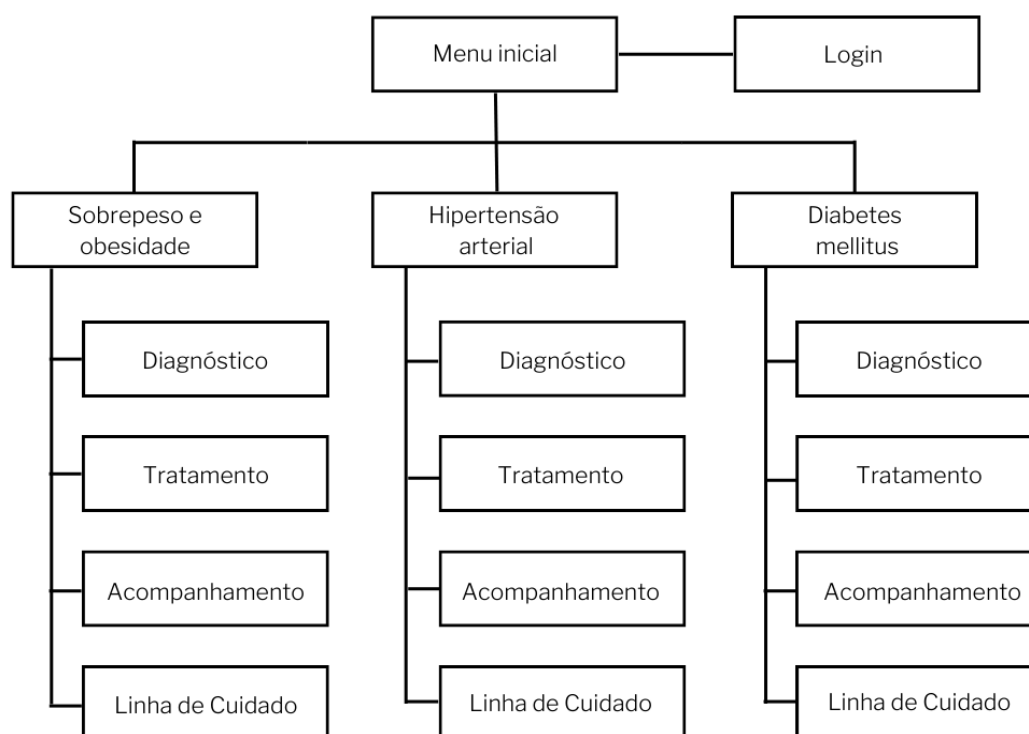 Menu inicial
Login
Sobrepeso e
obesidade
Hipertensão
arterial
Diabetes
mellitus
Diagnóstico
Diagnóstico
Diagnóstico
Tratamento
Tratamento
Tratamento
Acompanhamento
Acompanhamento
Acompanhamento
Linha de Cuidado
Linha de Cuidado
Linha de Cuidado